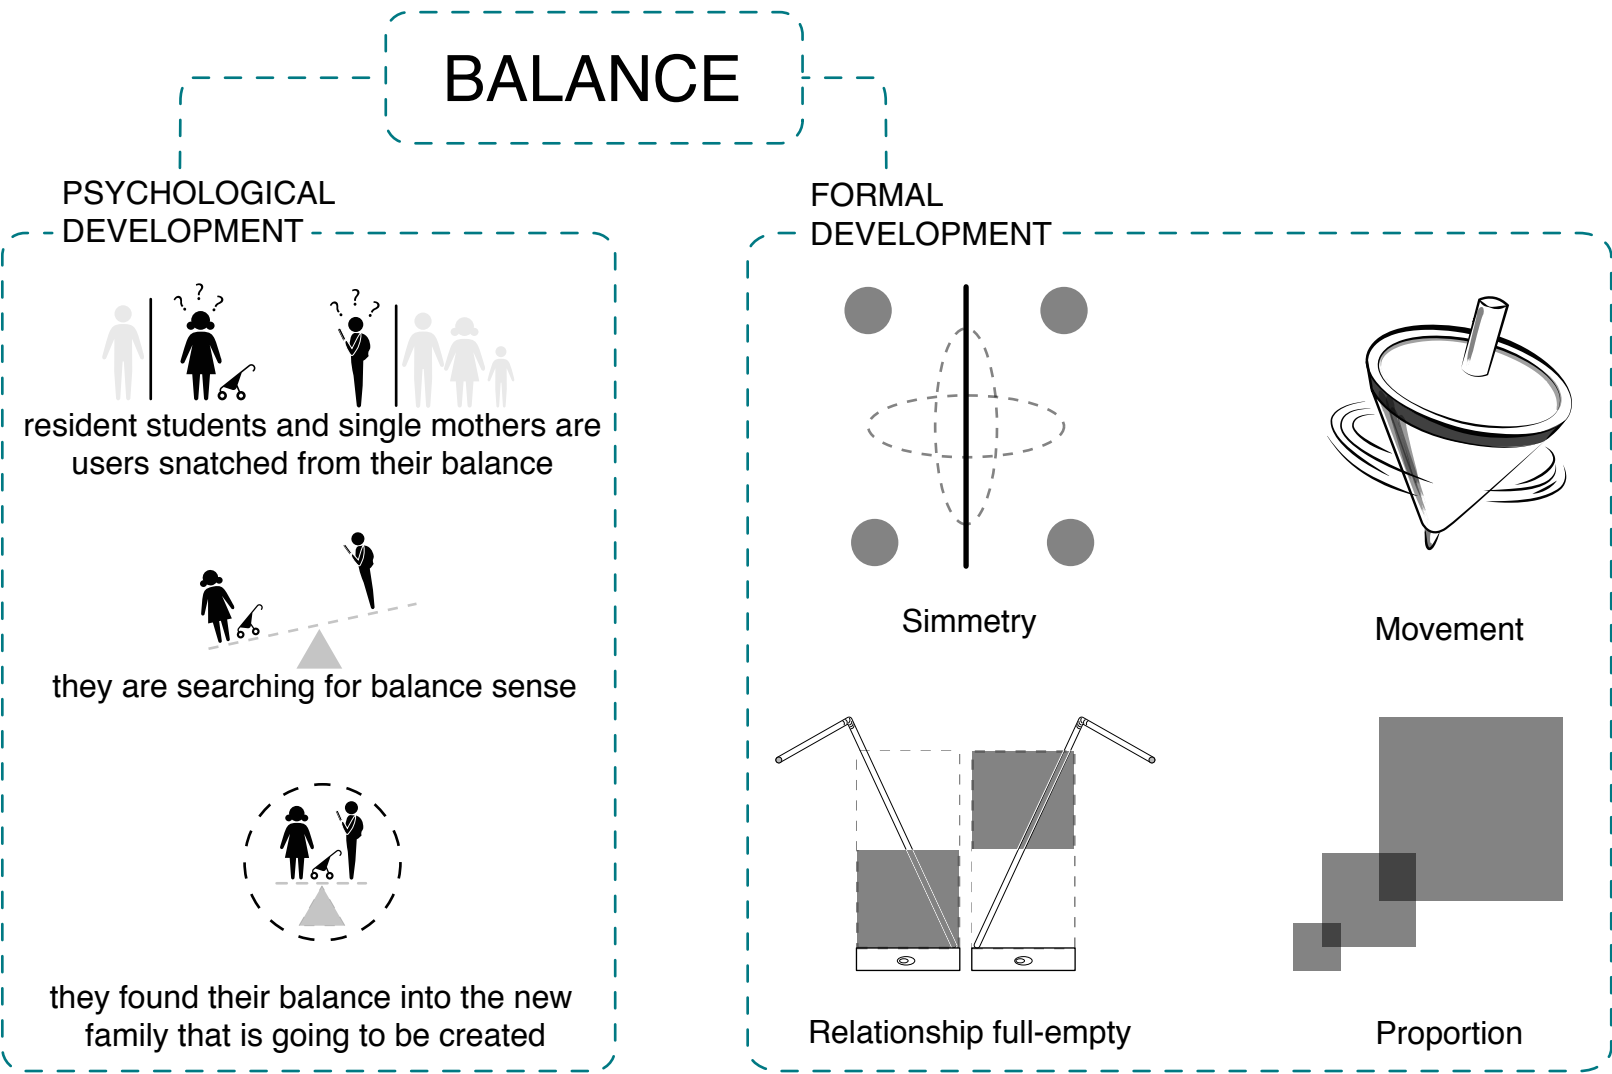 BALANCE
PSYCHOLOGICAL
DEVELOPMENT
? ? ?
? ? ?
resident students and single mothers are
users snatched from their balance
they are searching for balance sense
they found their balance into the new
family that is going to be created
FORMAL
DEVELOPMENT
Simmetry
Movement
Relationship full-empty
Proportion